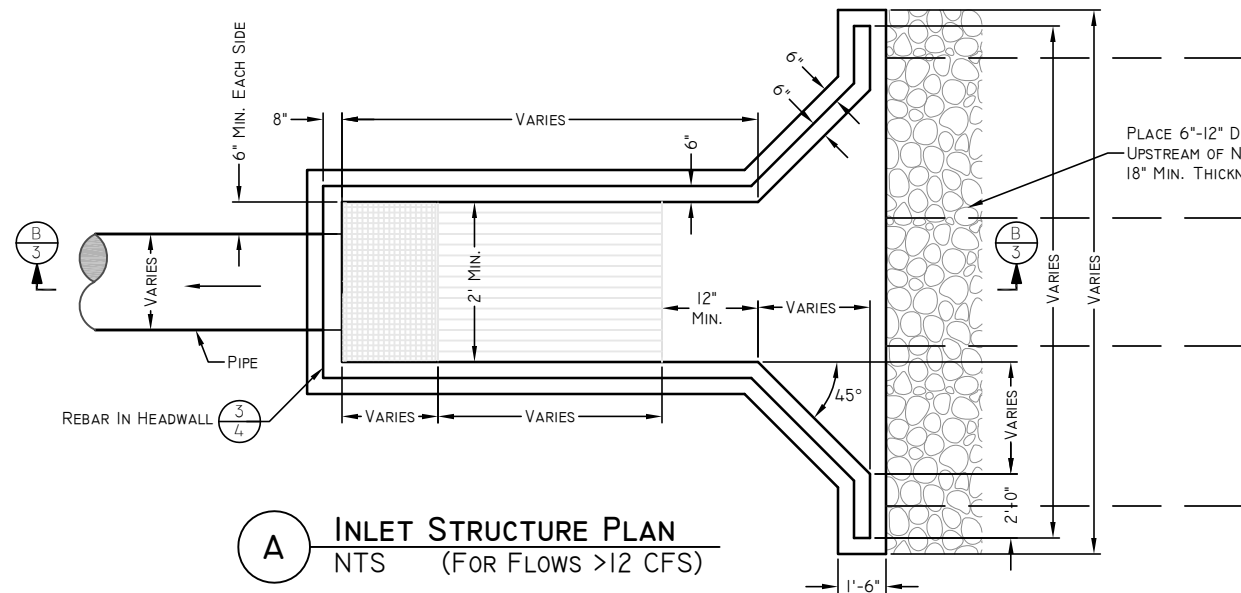 6" MIN. EACH SIDE
8"
VARIES
6"
6"
6"
PLACE 6"-12" D
UPSTREAM OF N
18" MIN. THICKN
B
3
VARIES
2' MIN.
12"
MIN.
VARIES
B
3
VARIES
VARIES
PIPE
REBAR IN HEADWALL
3
4
VARIES
VARIES
45°
VARIES
2'-0"
A
INLET STRUCTURE PLAN
NTS (FOR FLOWS >12 CFS)
1'-6"